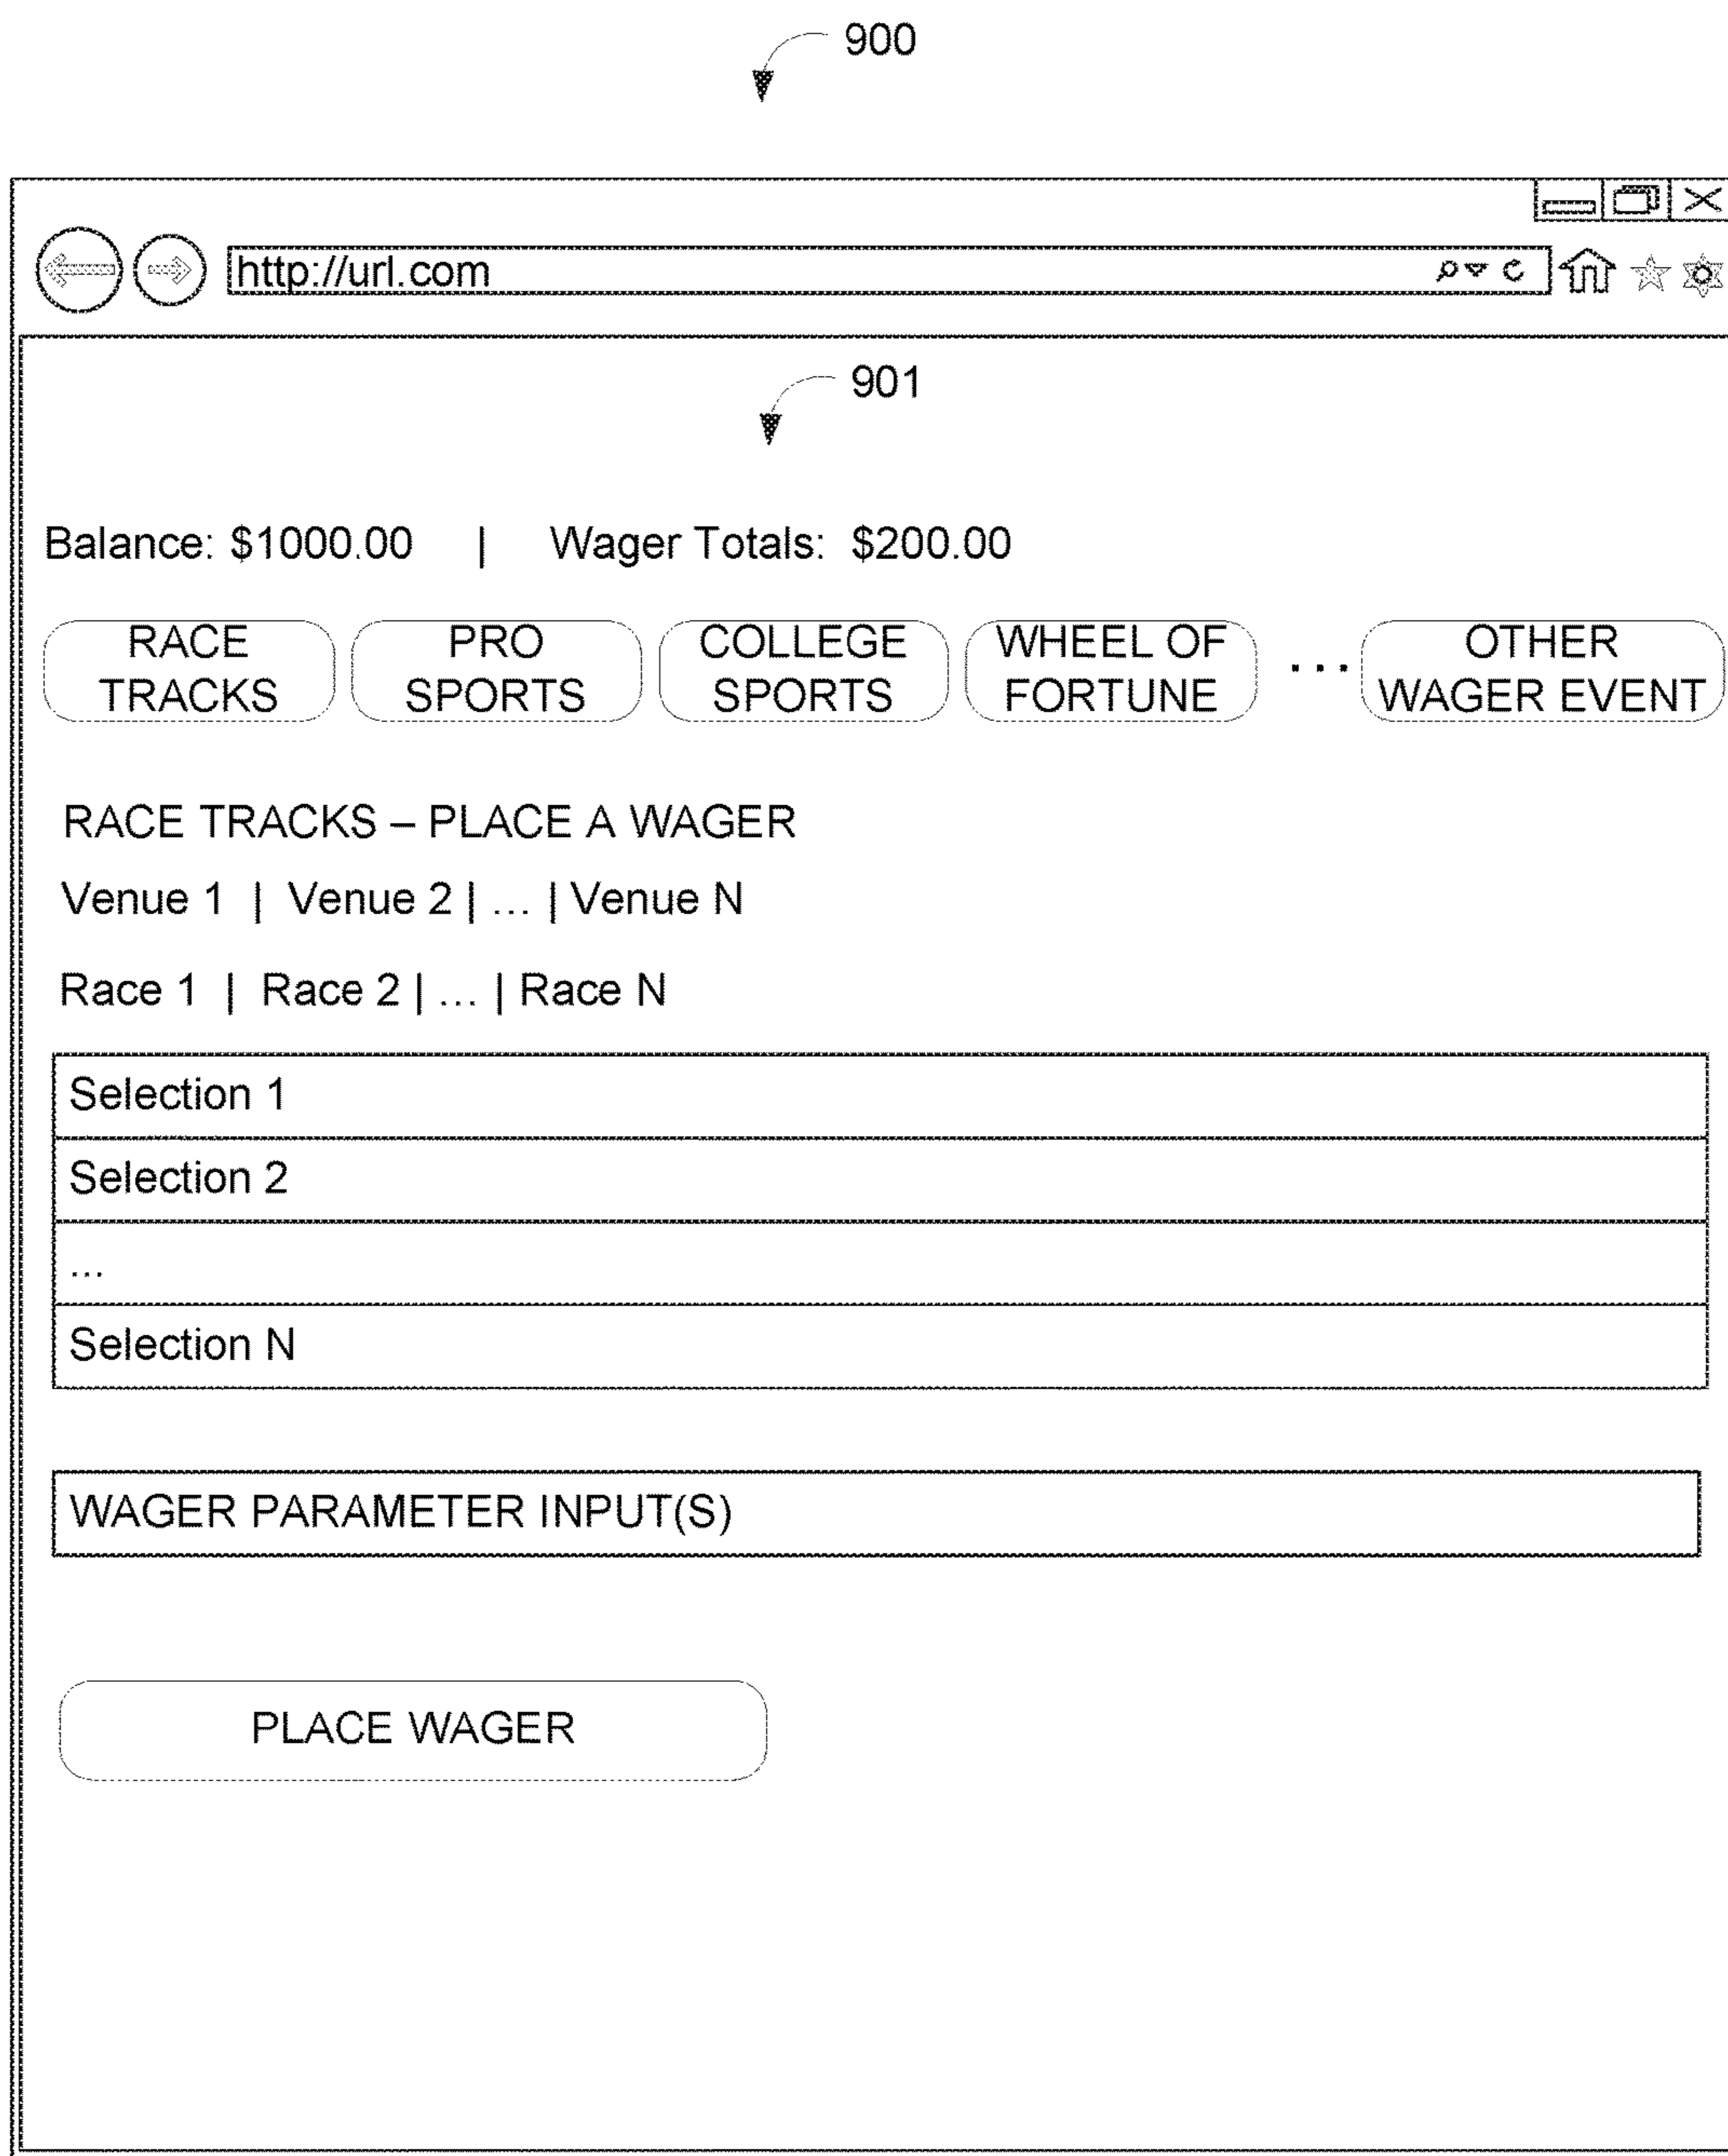 900
http://url.com
901
Balance: $1000.00 | Wager Totals: $200.00
RACE TRACKS
PRO SPORTS
COLLEGE SPORTS
WHEEL OF FORTUNE
...
OTHER WAGER EVENT
RACE TRACKS – PLACE A WAGER
Venue 1 | Venue 2 | ... | Venue N
Race 1 | Race 2 | ... | Race N
Selection 1
Selection 2
...
Selection N
WAGER PARAMETER INPUT(S)
PLACE WAGER